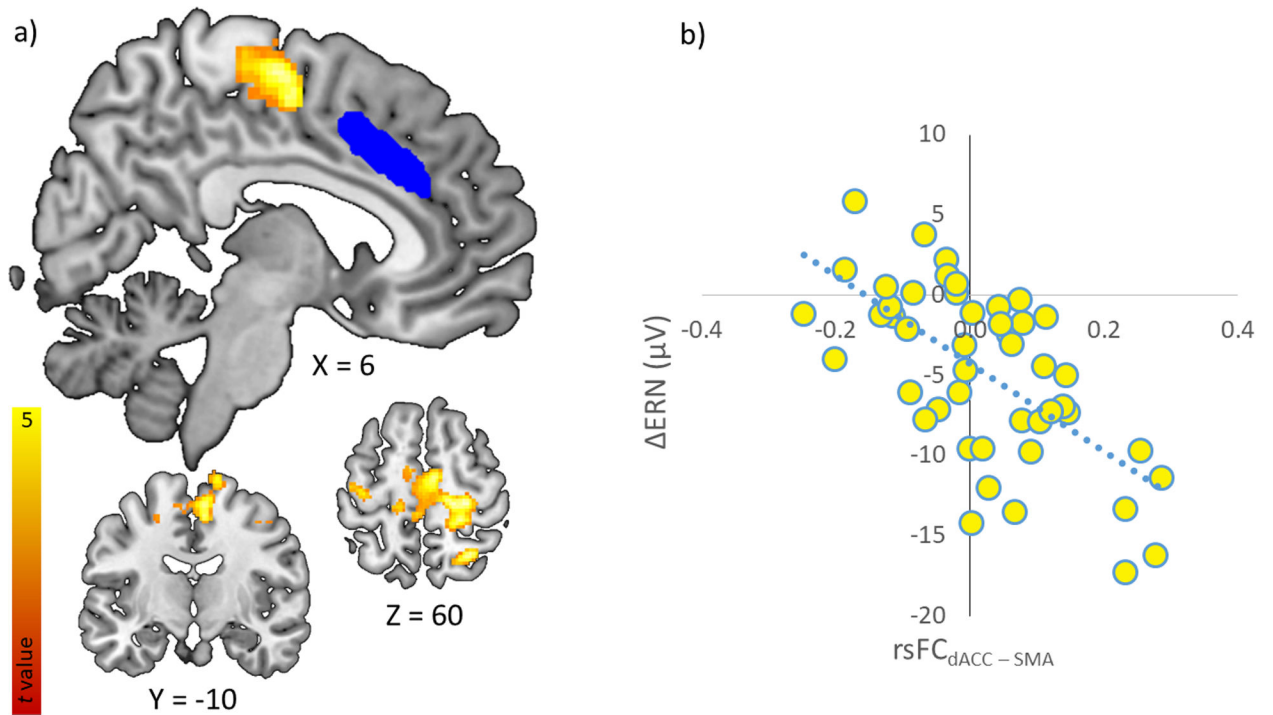 a)
X = 6
5
t value
Y = -10
Z = 60
b)
10
5
0
-5
-10
-15
-20
-0.4
-0.2
0.0
0.2
0.4
ΔERN (μV)
rsFCdACC – SMA